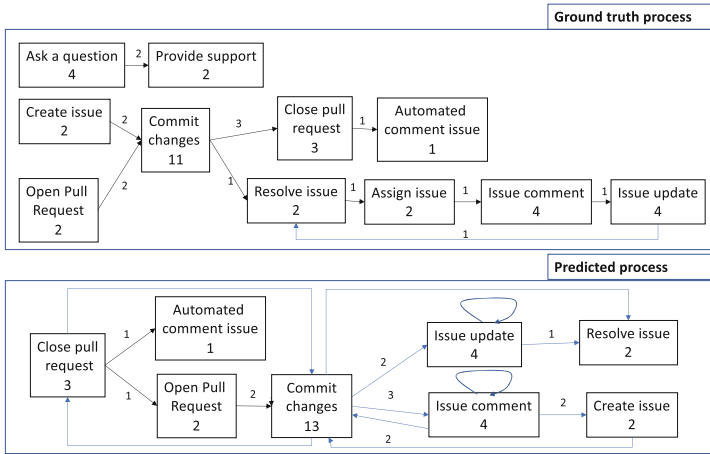 Ground truth process
Ask a question
4
2
Provide support
2
Create issue
2
2
Commit
changes
11
3
Close pull
request
3
1
Automated
comment issue
1
Open Pull
Request
2
2
1
Resolve issue
2
1
Assign issue
2
1
Issue comment
4
1
Issue update
4
1
Predicted process
Close pull
request
3
1
Automated
comment issue
1
1
Open Pull
Request
2
2
Commit
changes
13
2
Issue update
4
1
Resolve issue
2
3
Issue comment
4
2
Create issue
2
2